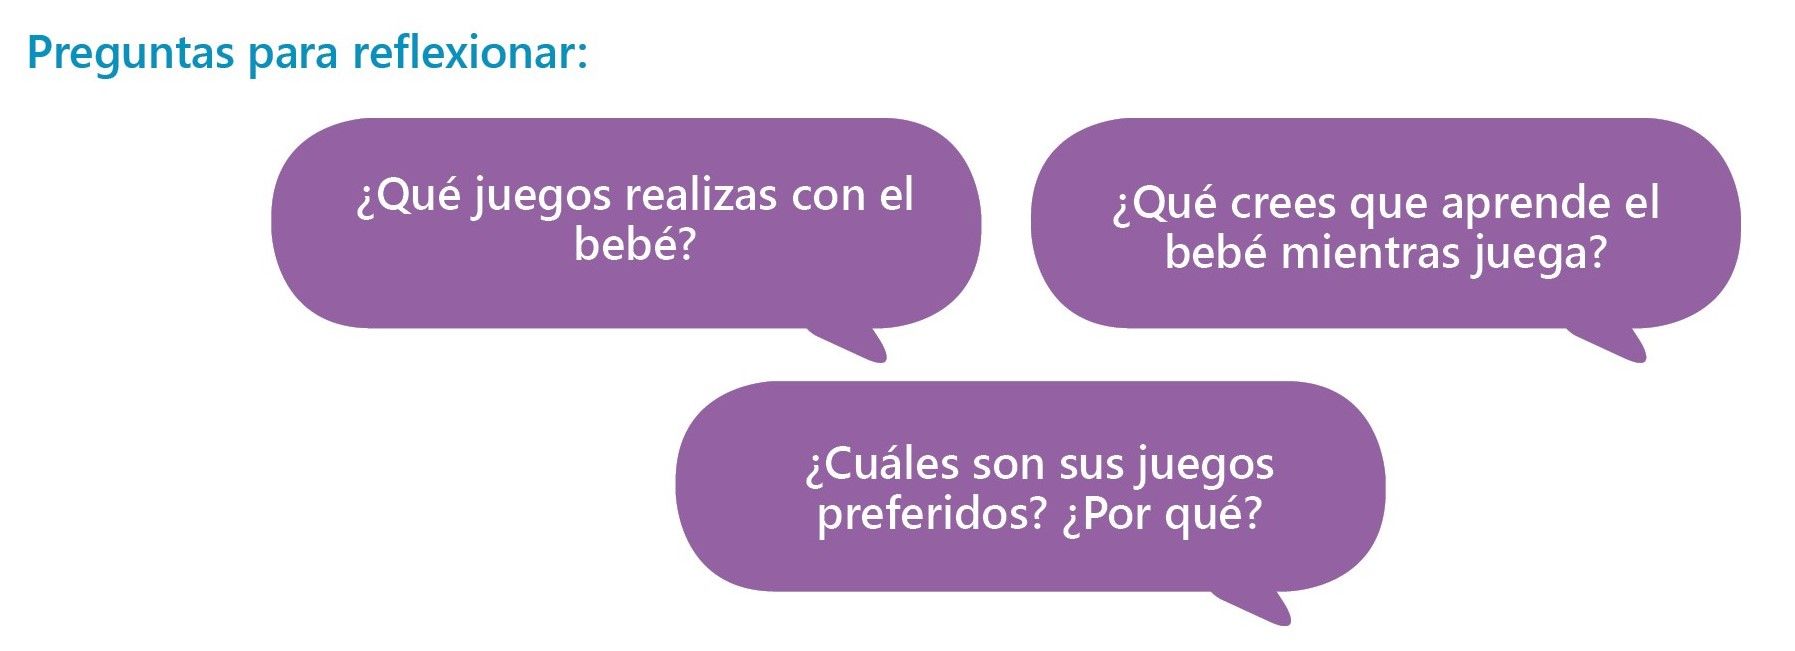 Preguntas para reflexionar:
¿Qué juegos realizas con el
bebé?
¿Qué crees que aprende el
bebé mientras juega?
¿Cuáles son sus juegos
preferidos? ¿Por qué?